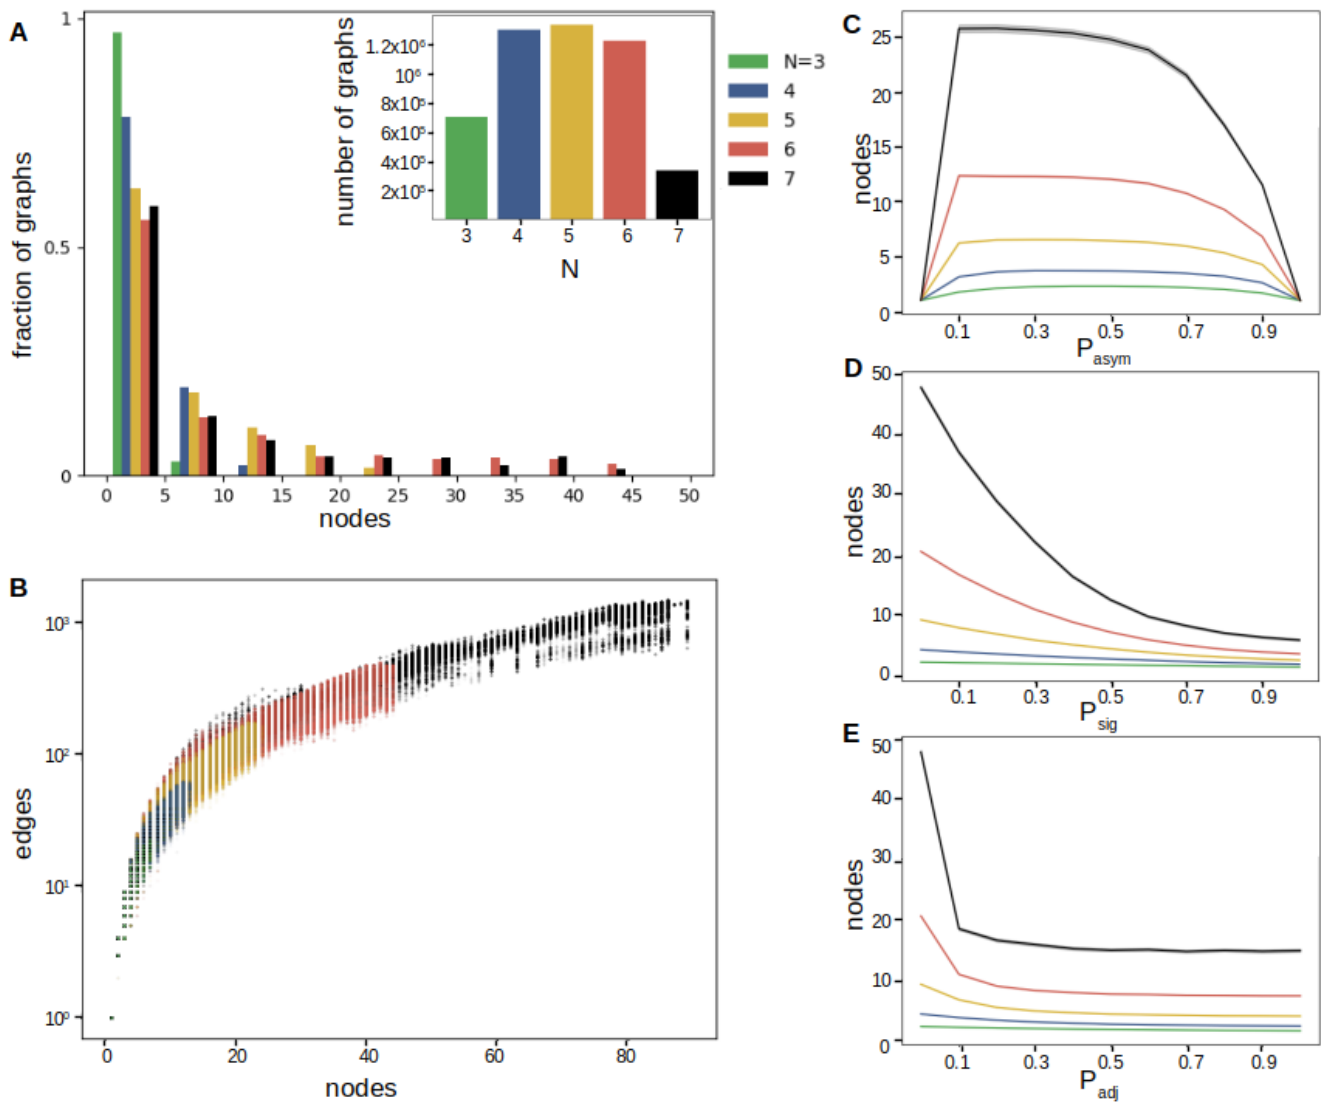 A
1
0.5
0
fraction of graphs
0 5 10 15 20 25 30 35 40 45 50
nodes
number of graphs
1.2x10⁶
10⁶
8x10⁵
6x10⁵
4x10⁵
2x10⁵
3 4 5 6 7
N
N=3
4
5
6
7
B
10³
10²
10¹
10⁰
edges
0 20 40 60 80
nodes
C
25
20
15
10
5
0
nodes
0.1 0.3 0.5 0.7 0.9
P_asym
D
50
40
30
20
10
0
nodes
0.1 0.3 0.5 0.7 0.9
P_sig
E
50
40
30
20
10
0
nodes
0.1 0.3 0.5 0.7 0.9
P_adj